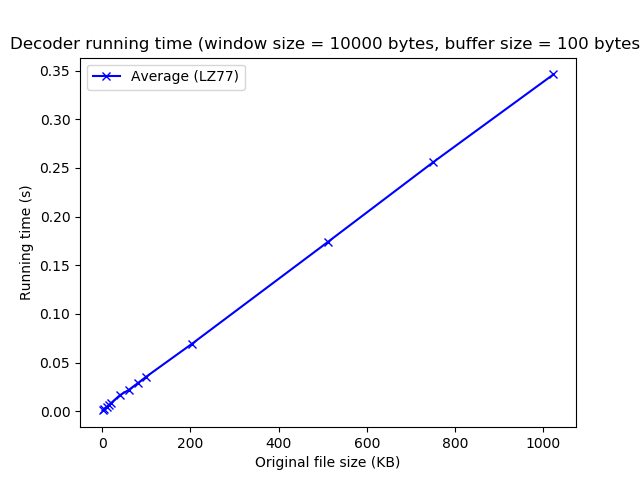 Decoder running time (window size = 10000 bytes, buffer size = 100 bytes
Average (LZ77)
0.35
0.30
0.25
0.20
0.15
0.10
0.05
0.00
Running time (s)
0 200 400 600 800 1000
Original file size (KB)